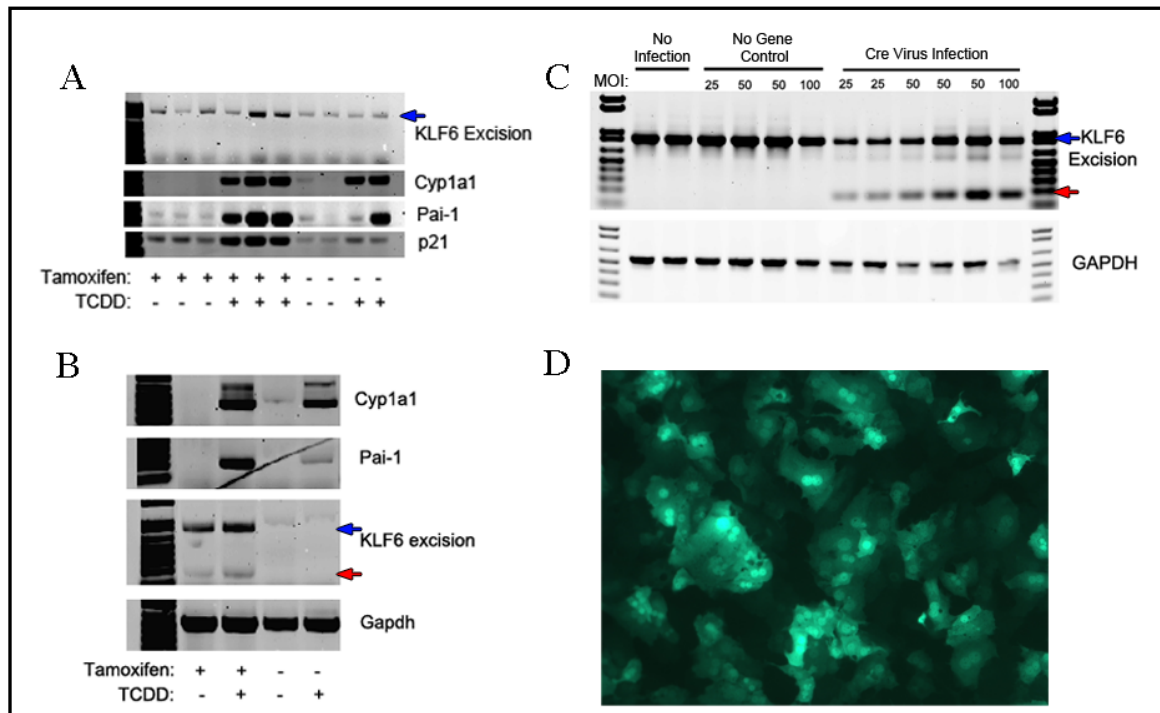 A
KLF6 Excision
Cyp1a1
Pai-1
p21
Tamoxifen: + + + + + + - - - -
TCDD: - - - + + + - - + +
B
Cyp1a1
Pai-1
KLF6 excision
Gapdh
Tamoxifen: + + - -
TCDD: - + - +
C
No Infection
No Gene Control
Cre Virus Infection
MOI: 25 50 50 100 25 25 50 50 50 100
KLF6 Excision
GAPDH
D